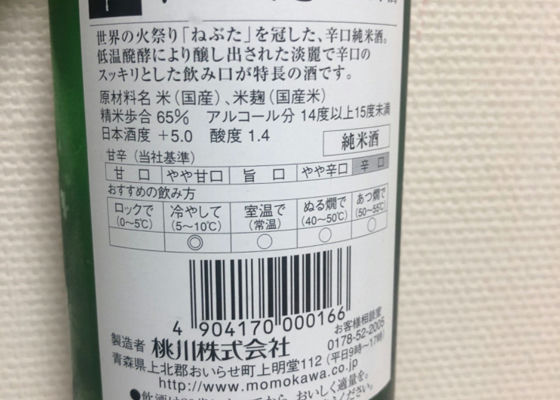 世界の火祭り「ねぶた」を冠した、辛口純米酒。
低温醗酵により醸し出された淡麗で辛口の
スッキリとした飲み口が特長の酒です。
原材料名 米(国産)、米麹(国産米)
精米歩合 65% アルコール分 14度以上15度未満
日本酒度 +5.0 酸度 1.4
純米酒
甘辛(当社基準)
甘口 やや甘口 旨口 やや辛口 辛口
おすすめの飲み方
ロックで 冷やして 室温で ぬる燗で あつ燗で
(0~5℃) (5~10℃) (常温) (40~50℃) (50~55℃)
◎ ○ ○ ○
4 904170 000166
お客様相談室
0178-52-2005
製造者 桃川株式会社 (平日9時~17時)
青森県上北郡おいらせ町上明堂112
http://www.momokawa.co.jp
おいしく適量を。